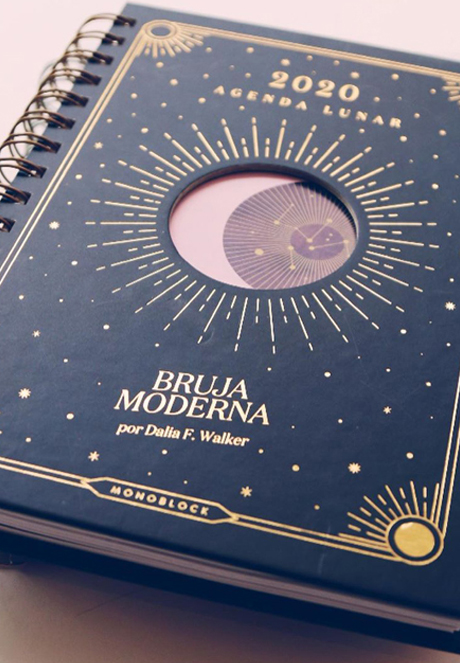 2020
AGENDA LUNAR
BRUJA
MODERNA
por Dalia F. Walker
MONOBLOCK